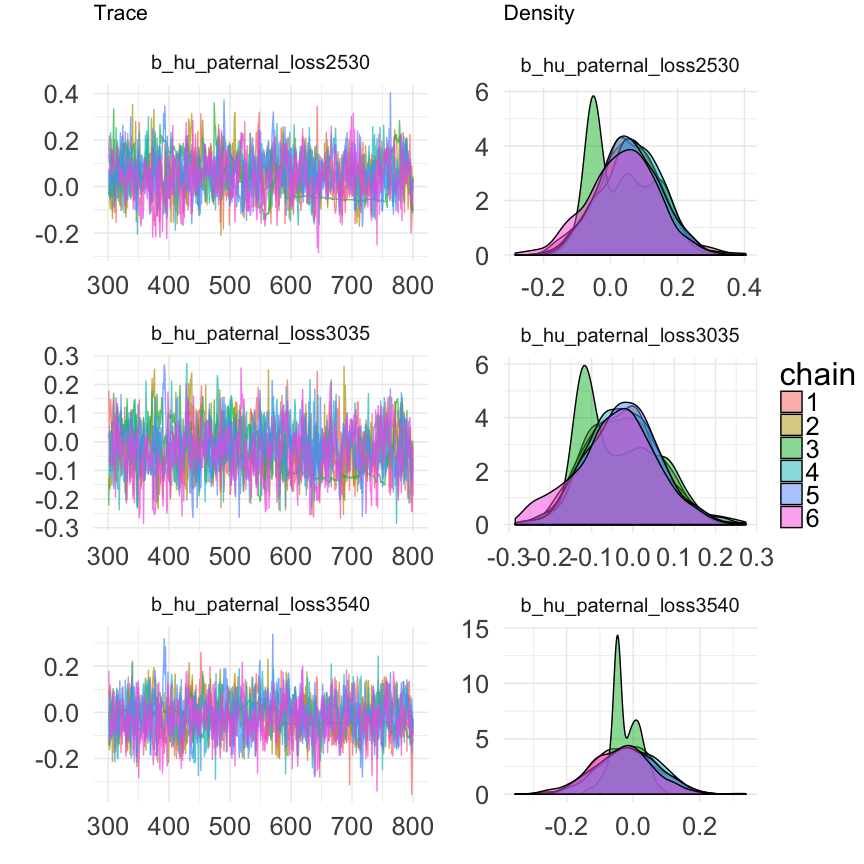 Trace
Density
b_hu_paternal_loss2530
0.4
0.2
0.0
-0.2
300 400 500 600 700 800
b_hu_paternal_loss2530
6
4
2
0
-0.2 0.0 0.2 0.4
b_hu_paternal_loss3035
0.3
0.2
0.1
0.0
-0.1
-0.2
-0.3
300 400 500 600 700 800
b_hu_paternal_loss3035
6
4
2
0
-0.3 -0.2 -0.1 0.0 0.1 0.2 0.3
b_hu_paternal_loss3540
0.2
0.0
-0.2
300 400 500 600 700 800
b_hu_paternal_loss3540
15
10
5
0
-0.2 0.0 0.2
chain
1
2
3
4
5
6